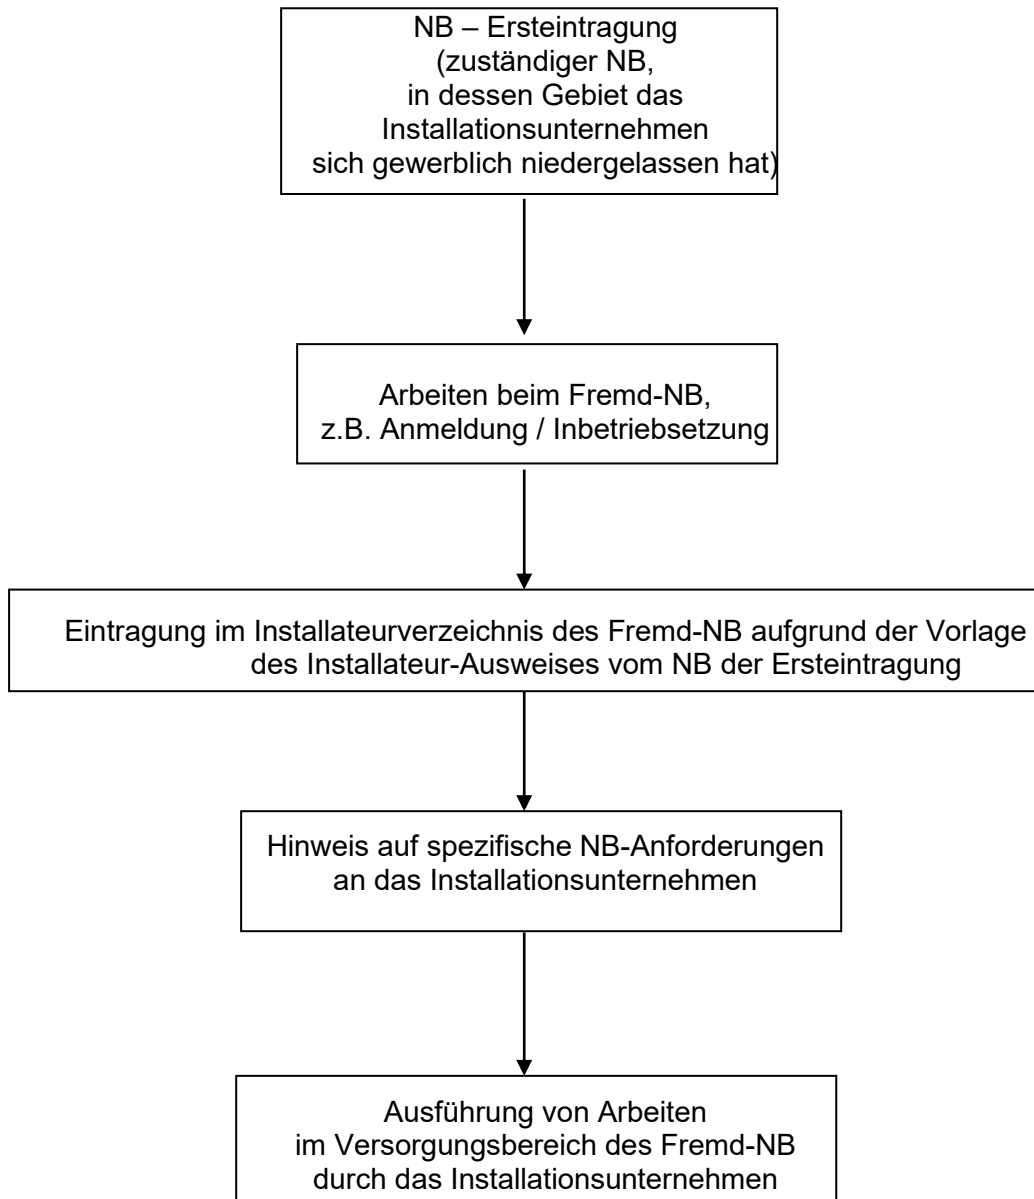 NB – Ersteintragung
(zuständiger NB,
in dessen Gebiet das
Installationsunternehmen
sich gewerblich niedergelassen hat)
Arbeiten beim Fremd-NB,
z.B. Anmeldung / Inbetriebsetzung
Eintragung im Installateurverzeichnis des Fremd-NB aufgrund der Vorlage
des Installateur-Ausweises vom NB der Ersteintragung
Hinweis auf spezifische NB-Anforderungen
an das Installationsunternehmen
Ausführung von Arbeiten
im Versorgungsbereich des Fremd-NB
durch das Installationsunternehmen